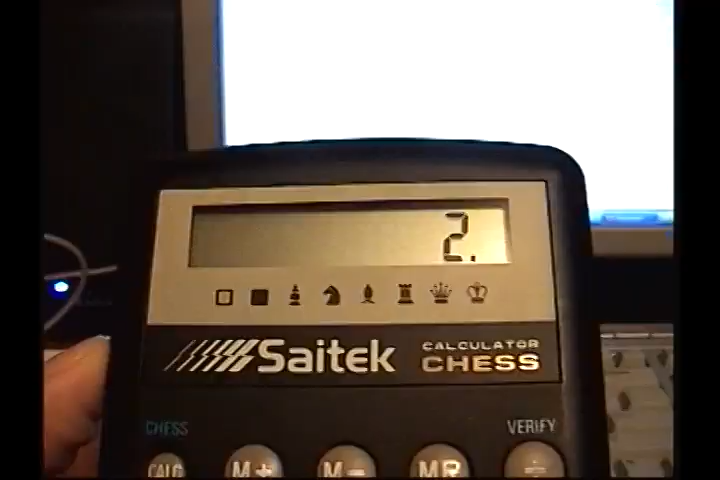 2.
Saitek
CALCULATOR
CHESS
CHESS
VERIFY
CALC
M+
M-
MR